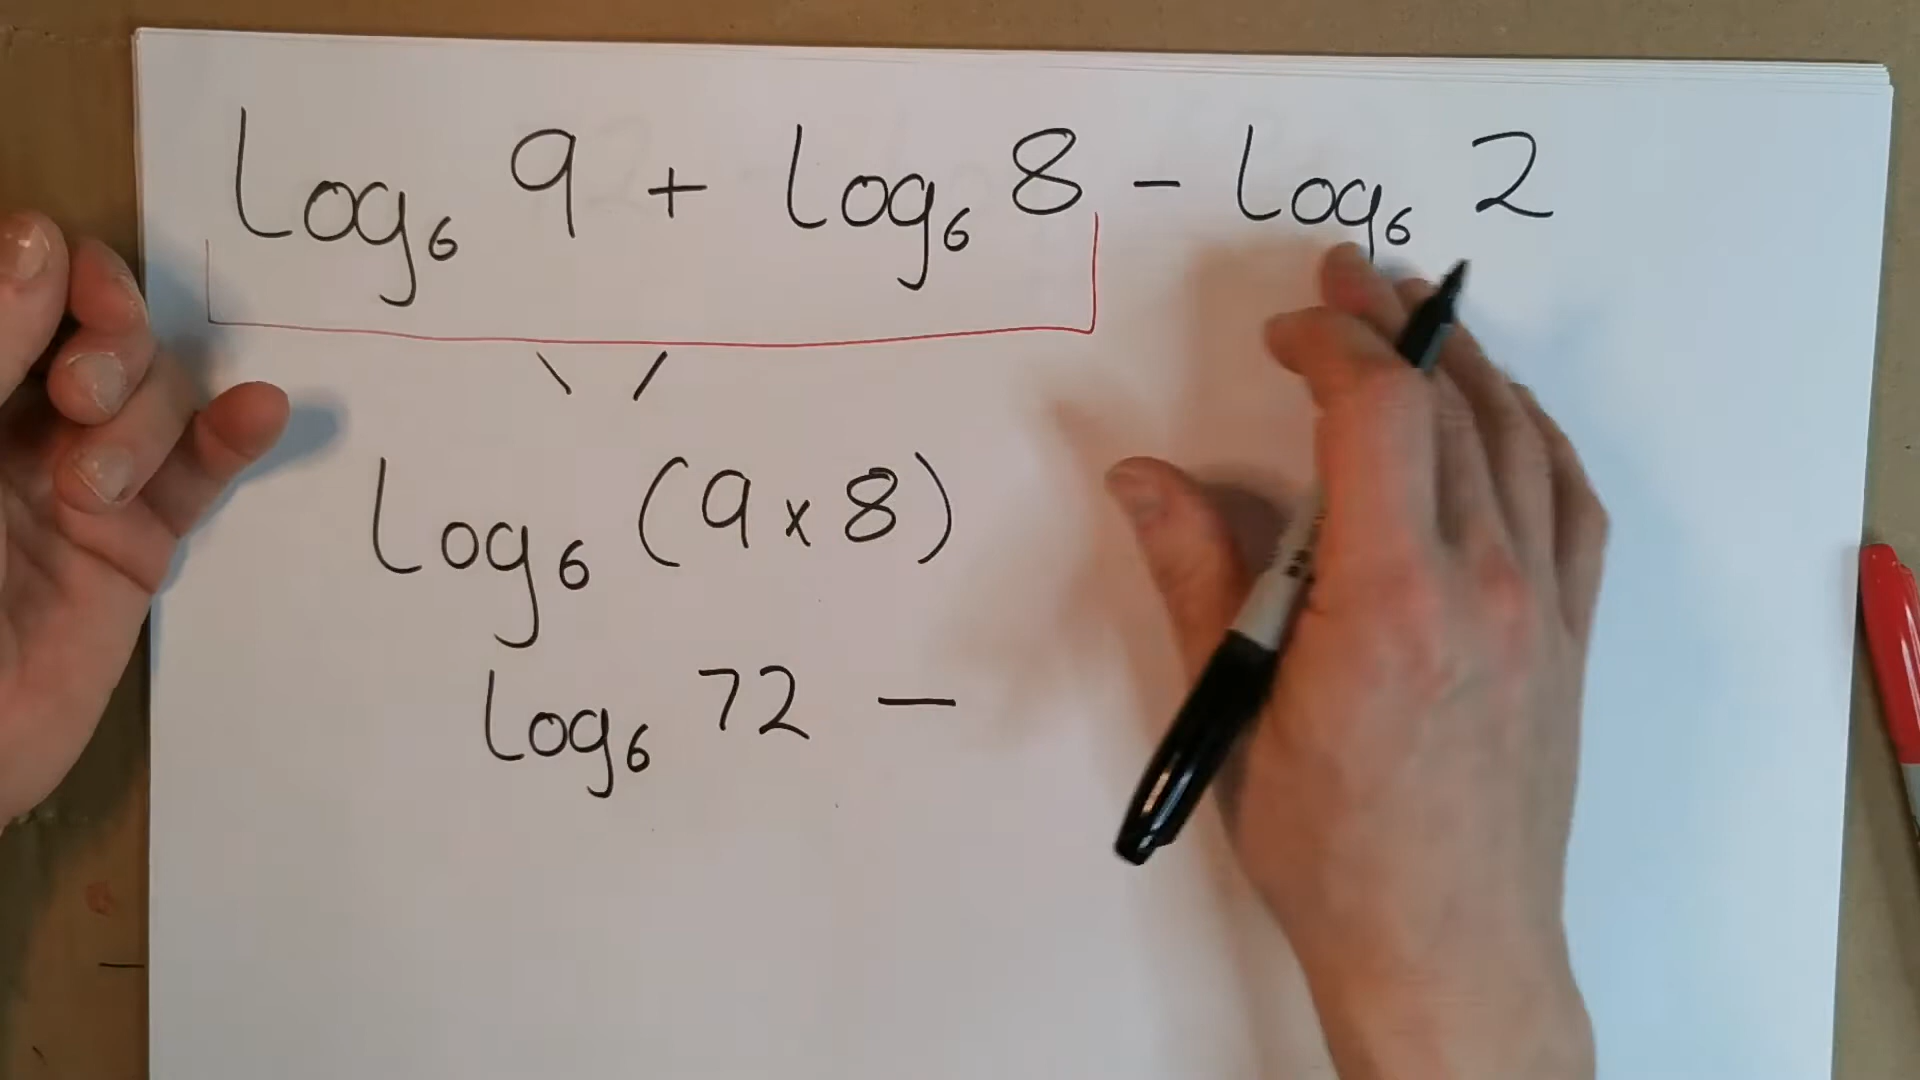 Log₆ 9 + Log₆ 8 - Log₆ 2
Log₆ (9 x 8)
Log₆ 72 -